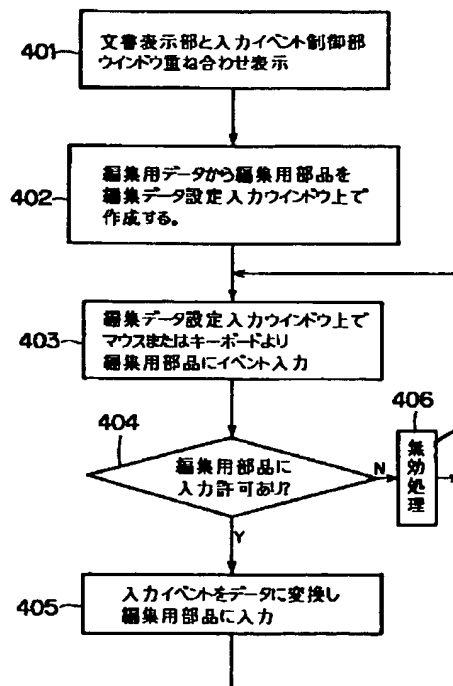 401
文書表示部と入力イベント制御部
ウインドウ重ね合わせ表示
402
編集用データから編集用部品を
編集データ設定入力ウインドウ上で
作成する。
403
編集データ設定入力ウインドウ上で
マウスまたはキーボードより
編集用部品にイベント入力
404
編集用部品に
入力許可あり?
N
406
無効処理
Y
405
入力イベントをデータに変換し
編集用部品に入力